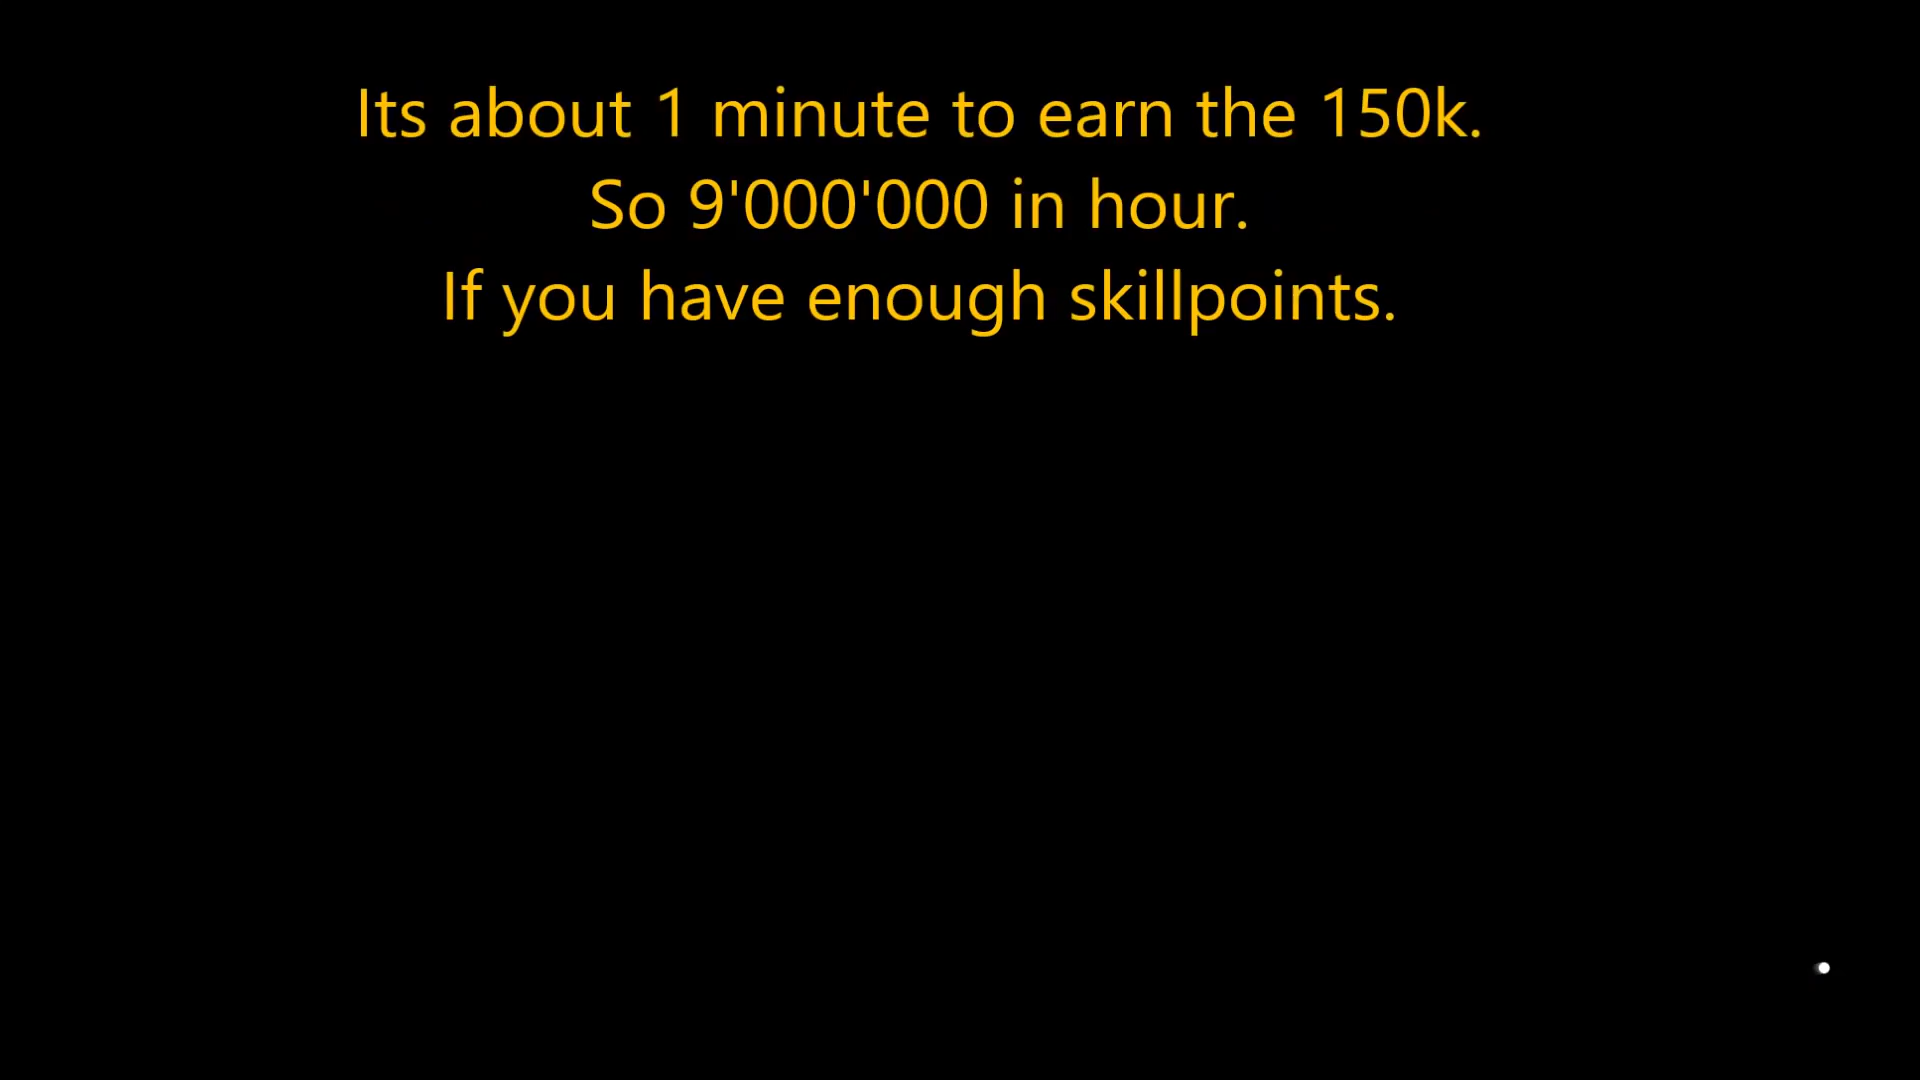 Its about 1 minute to earn the 150k.
So 9'000'000 in hour.
If you have enough skillpoints.